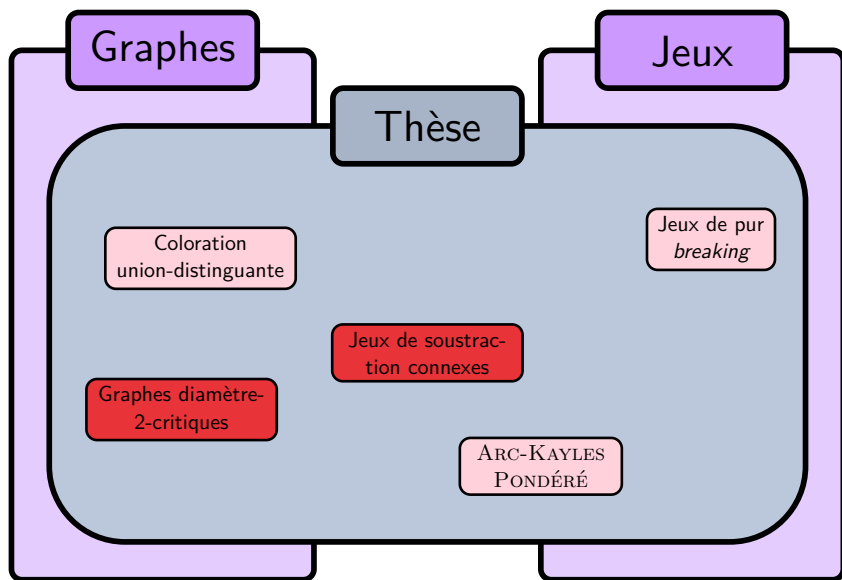 Graphes
Jeux
Thèse
Jeux de pur
breaking
Coloration
union-distinguante
Jeux de soustrac-
tion connexes
Graphes diamètre-
2-critiques
ARC-KAYLES
PONDÉRÉ